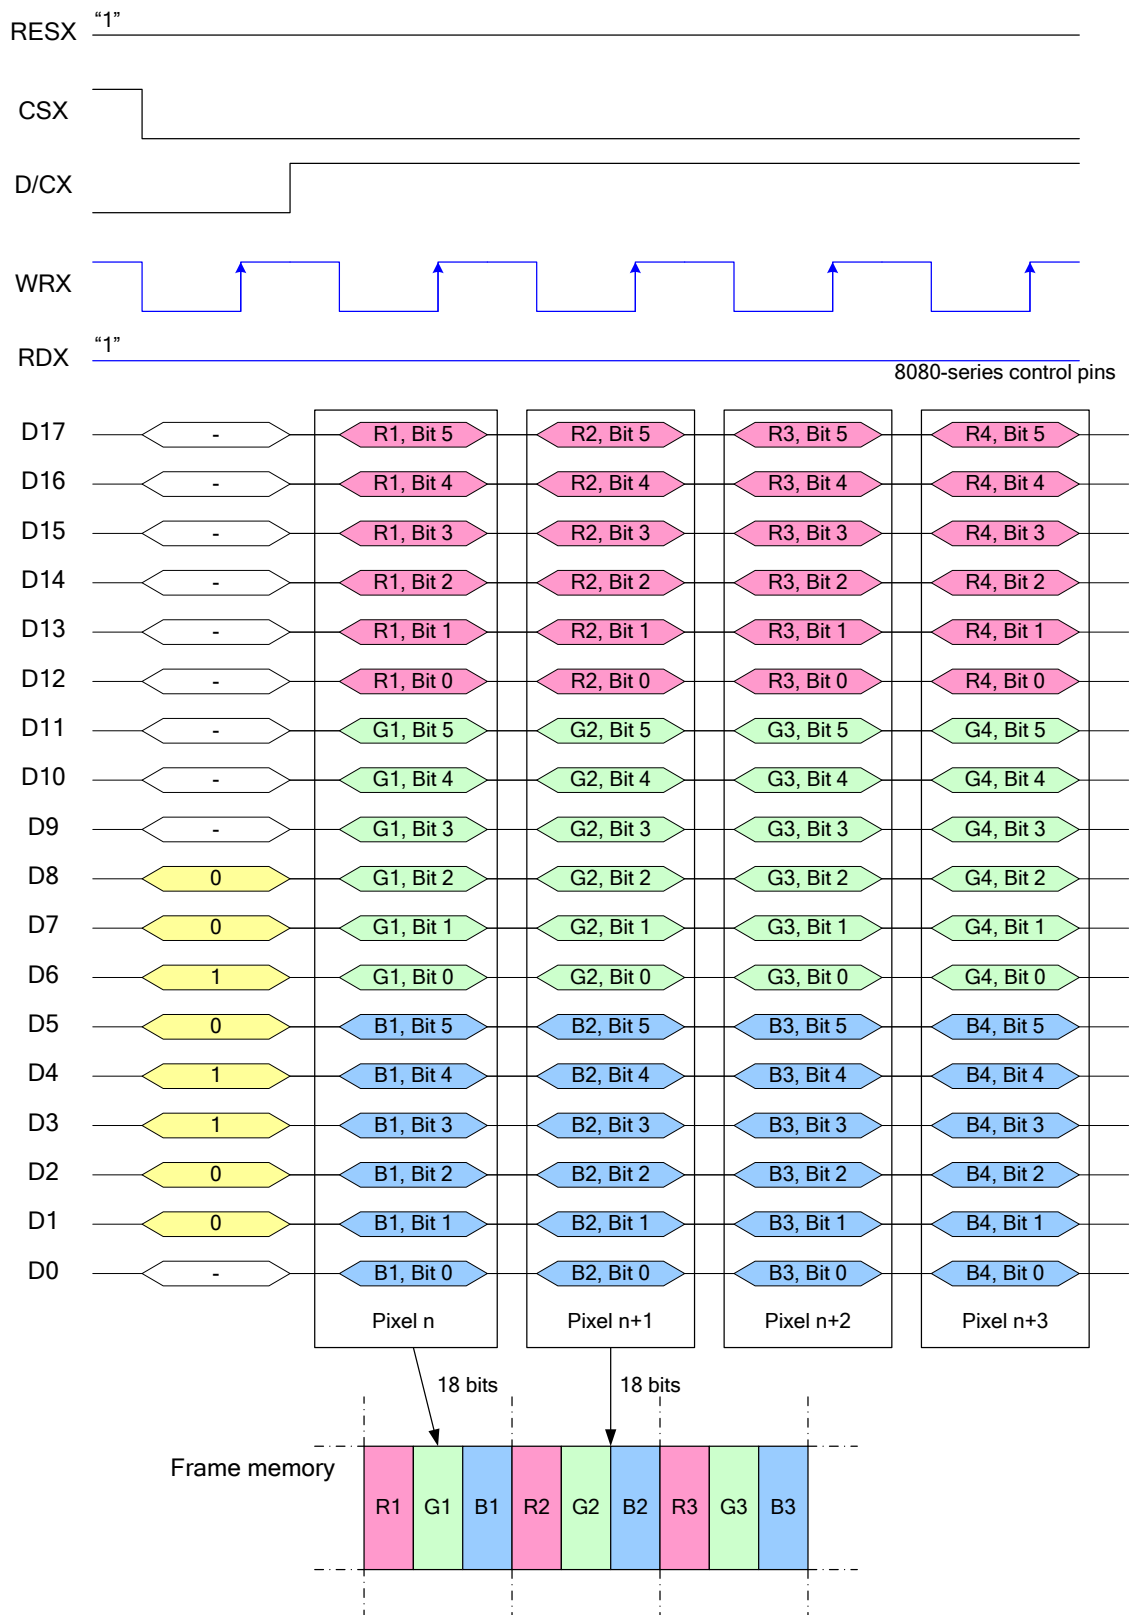 RESX "1"
CSX
D/CX
WRX
RDX "1"
8080-series control pins
D17 - R1, Bit 5 R2, Bit 5 R3, Bit 5 R4, Bit 5
D16 - R1, Bit 4 R2, Bit 4 R3, Bit 4 R4, Bit 4
D15 - R1, Bit 3 R2, Bit 3 R3, Bit 3 R4, Bit 3
D14 - R1, Bit 2 R2, Bit 2 R3, Bit 2 R4, Bit 2
D13 - R1, Bit 1 R2, Bit 1 R3, Bit 1 R4, Bit 1
D12 - R1, Bit 0 R2, Bit 0 R3, Bit 0 R4, Bit 0
D11 - G1, Bit 5 G2, Bit 5 G3, Bit 5 G4, Bit 5
D10 - G1, Bit 4 G2, Bit 4 G3, Bit 4 G4, Bit 4
D9 - G1, Bit 3 G2, Bit 3 G3, Bit 3 G4, Bit 3
D8 0 G1, Bit 2 G2, Bit 2 G3, Bit 2 G4, Bit 2
D7 0 G1, Bit 1 G2, Bit 1 G3, Bit 1 G4, Bit 1
D6 1 G1, Bit 0 G2, Bit 0 G3, Bit 0 G4, Bit 0
D5 0 B1, Bit 5 B2, Bit 5 B3, Bit 5 B4, Bit 5
D4 1 B1, Bit 4 B2, Bit 4 B3, Bit 4 B4, Bit 4
D3 1 B1, Bit 3 B2, Bit 3 B3, Bit 3 B4, Bit 3
D2 0 B1, Bit 2 B2, Bit 2 B3, Bit 2 B4, Bit 2
D1 0 B1, Bit 1 B2, Bit 1 B3, Bit 1 B4, Bit 1
D0 - B1, Bit 0 B2, Bit 0 B3, Bit 0 B4, Bit 0
Pixel n Pixel n+1 Pixel n+2 Pixel n+3
18 bits 18 bits
Frame memory
R1 G1 B1 R2 G2 B2 R3 G3 B3